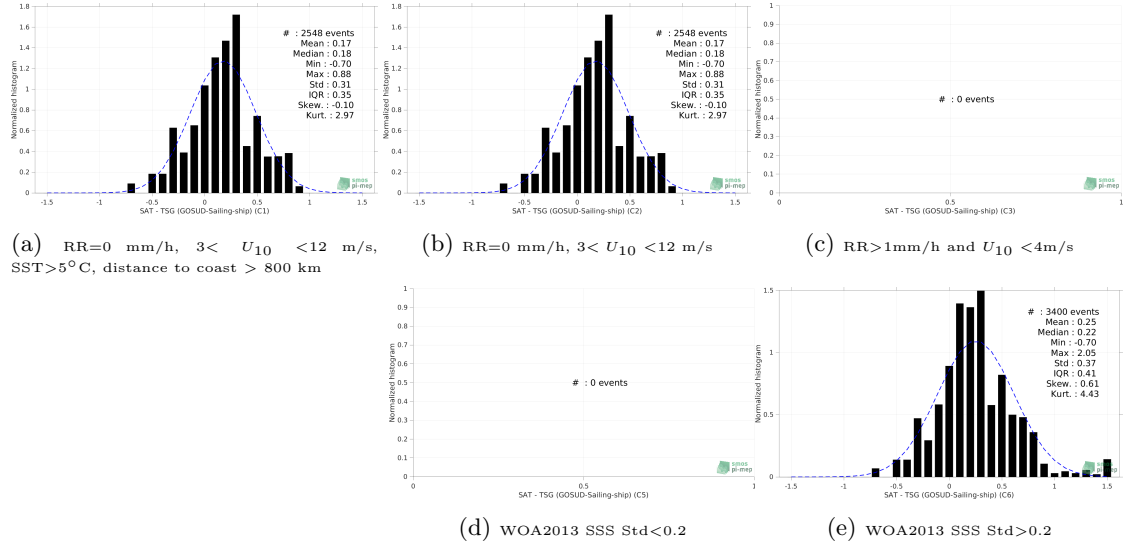 1.8
1.6
1.4
1.2
1
0.8
0.6
0.4
0.2
0
Normalized histogram
# : 2548 events
Mean : 0.17
Median : 0.18
Min : -0.70
Max : 0.88
Std : 0.31
IQR : 0.35
Skew. : -0.10
Kurt. : 2.97
smos
pi-mep
-1.5 -1 -0.5 0 0.5 1 1.5
SAT - TSG (GOSUD-Sailing-ship) (C1)
(a) RR=0 mm/h, 3< U10 <12 m/s,
SST>5°C, distance to coast > 800 km
1.8
1.6
1.4
1.2
1
0.8
0.6
0.4
0.2
0
Normalized histogram
# : 2548 events
Mean : 0.17
Median : 0.18
Min : -0.70
Max : 0.88
Std : 0.31
IQR : 0.35
Skew. : -0.10
Kurt. : 2.97
smos
pi-mep
-1.5 -1 -0.5 0 0.5 1 1.5
SAT - TSG (GOSUD-Sailing-ship) (C2)
(b) RR=0 mm/h, 3< U10 <12 m/s
1
0.9
0.8
0.7
0.6
0.5
0.4
0.3
0.2
0.1
0
Normalized histogram
# : 0 events
smos
pi-mep
0 0.5 1
SAT - TSG (GOSUD-Sailing-ship) (C3)
(c) RR>1mm/h and U10 <4m/s
1
0.9
0.8
0.7
0.6
0.5
0.4
0.3
0.2
0.1
0
Normalized histogram
# : 0 events
smos
pi-mep
0 0.5 1
SAT - TSG (GOSUD-Sailing-ship) (C5)
(d) WOA2013 SSS Std<0.2
1.5
1
0.5
0
Normalized histogram
# : 3400 events
Mean : 0.25
Median : 0.22
Min : -0.70
Max : 2.05
Std : 0.37
IQR : 0.41
Skew. : 0.61
Kurt. : 4.43
smos
pi-mep
-1.5 -1 -0.5 0 0.5 1 1.5
SAT - TSG (GOSUD-Sailing-ship) (C6)
(e) WOA2013 SSS Std>0.2